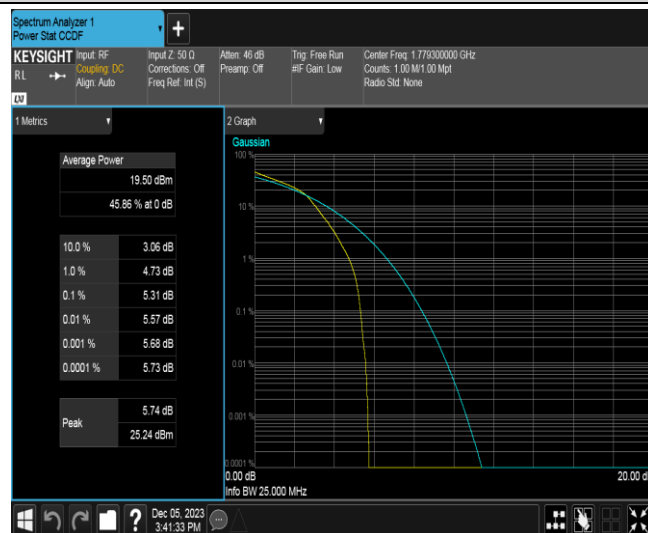 Spectrum Analyzer 1
Power Stat CCDF
+
KEYSIGHT
RL
LXI
Input: RF
Coupling: DC
Align: Auto
Input Z: 50 Ω
Corrections: Off
Freq Ref: Int (S)
Atten: 46 dB
Preamp: Off
Trig: Free Run
#IF Gain: Low
Center Freq: 1.779300000 GHz
Counts: 1.00 M/1.00 Mpt
Radio Std: None
1 Metrics
Average Power
19.50 dBm
45.86 % at 0 dB
10.0 % 3.06 dB
1.0 % 4.73 dB
0.1 % 5.31 dB
0.01 % 5.57 dB
0.001 % 5.68 dB
0.0001 % 5.73 dB
Peak
5.74 dB
25.24 dBm
2 Graph
Gaussian
100 %
10 %
1 %
0.1 %
0.01 %
0.001 %
0.0001 %
0.00 dB
20.00 d
Info BW 25.000 MHz
?
Dec 05, 2023
3:41:33 PM